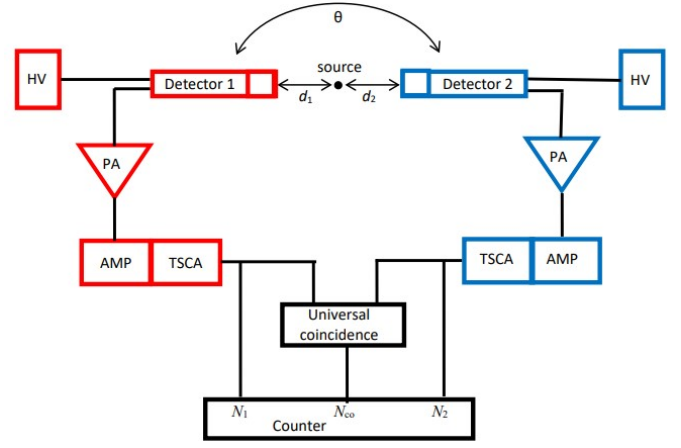 θ
source
HV
Detector 1
d₁
d₂
Detector 2
HV
PA
PA
AMP
TSCA
TSCA
AMP
Universal
coincidence
N₁
Nco
N₂
Counter